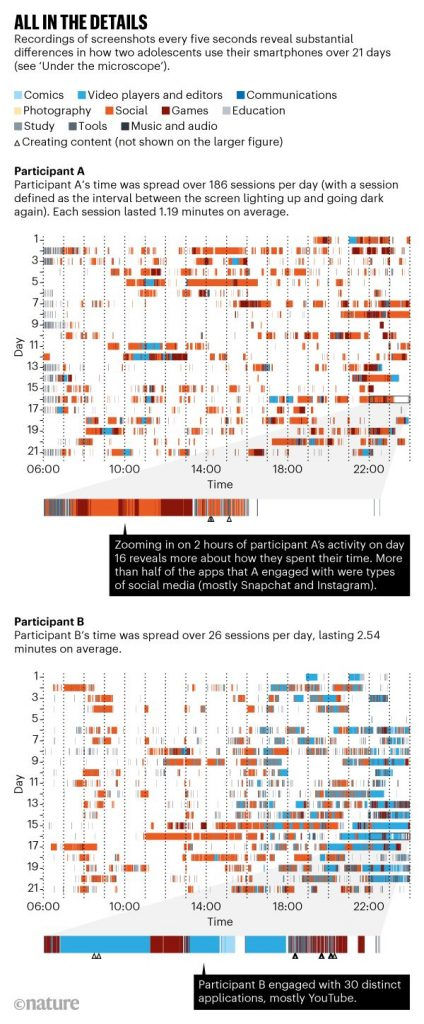 ALL IN THE DETAILS
Recordings of screenshots every five seconds reveal substantial
differences in how two adolescents use their smartphones over 21 days
(see ‘Under the microscope’).
Comics Video players and editors Communications
Photography Social Games Education
Study Tools Music and audio
Creating content (not shown on the larger figure)
Participant A
Participant A’s time was spread over 186 sessions per day (with a session
defined as the interval between the screen lighting up and going dark
again). Each session lasted 1.19 minutes on average.
1
3
5
7
9
11
13
15
17
19
21
Day
06:00 10:00 14:00 18:00 22:00
Time
Zooming in on 2 hours of participant A’s activity on day
16 reveals more about how they spent their time. More
than half of the apps that A engaged with were types
of social media (mostly Snapchat and Instagram).
Participant B
Participant B’s time was spread over 26 sessions per day, lasting 2.54
minutes on average.
1
3
5
7
9
11
13
15
17
19
21
Day
06:00 10:00 14:00 18:00 22:00
Time
Participant B engaged with 30 distinct
applications, mostly YouTube.
©nature